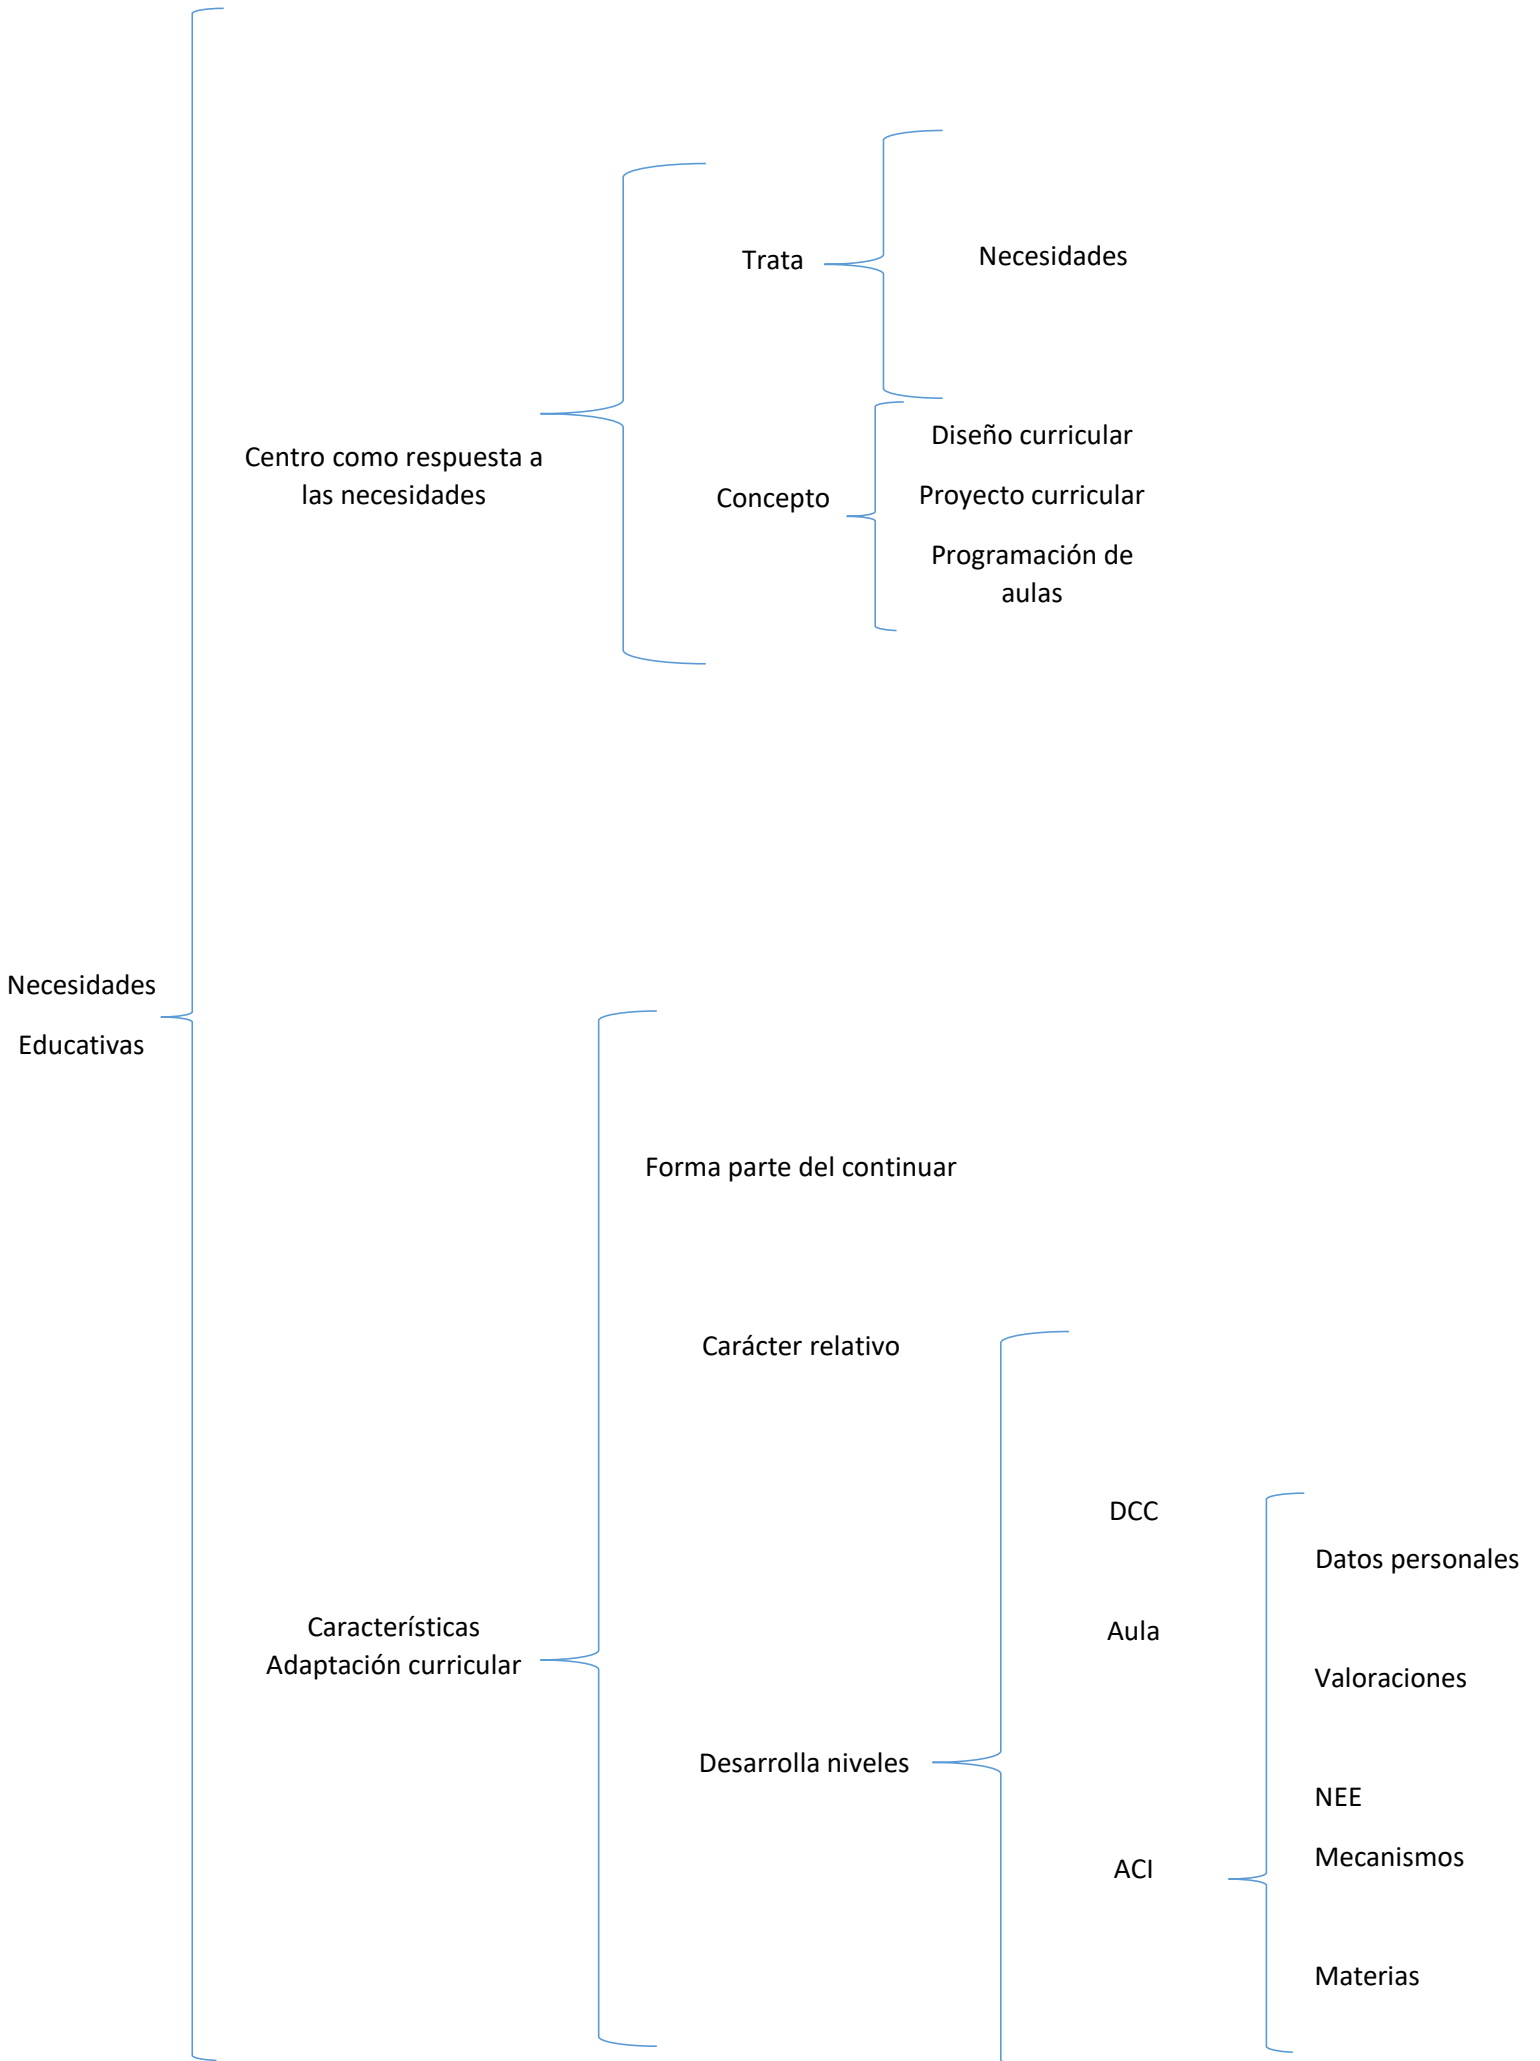 Necesidades
Educativas
Centro como respuesta a
las necesidades
Trata
Necesidades
Concepto
Diseño curricular
Proyecto curricular
Programación de
aulas
Características
Adaptación curricular
Forma parte del continuar
Carácter relativo
Desarrolla niveles
DCC
Aula
ACI
Datos personales
Valoraciones
NEE
Mecanismos
Materias